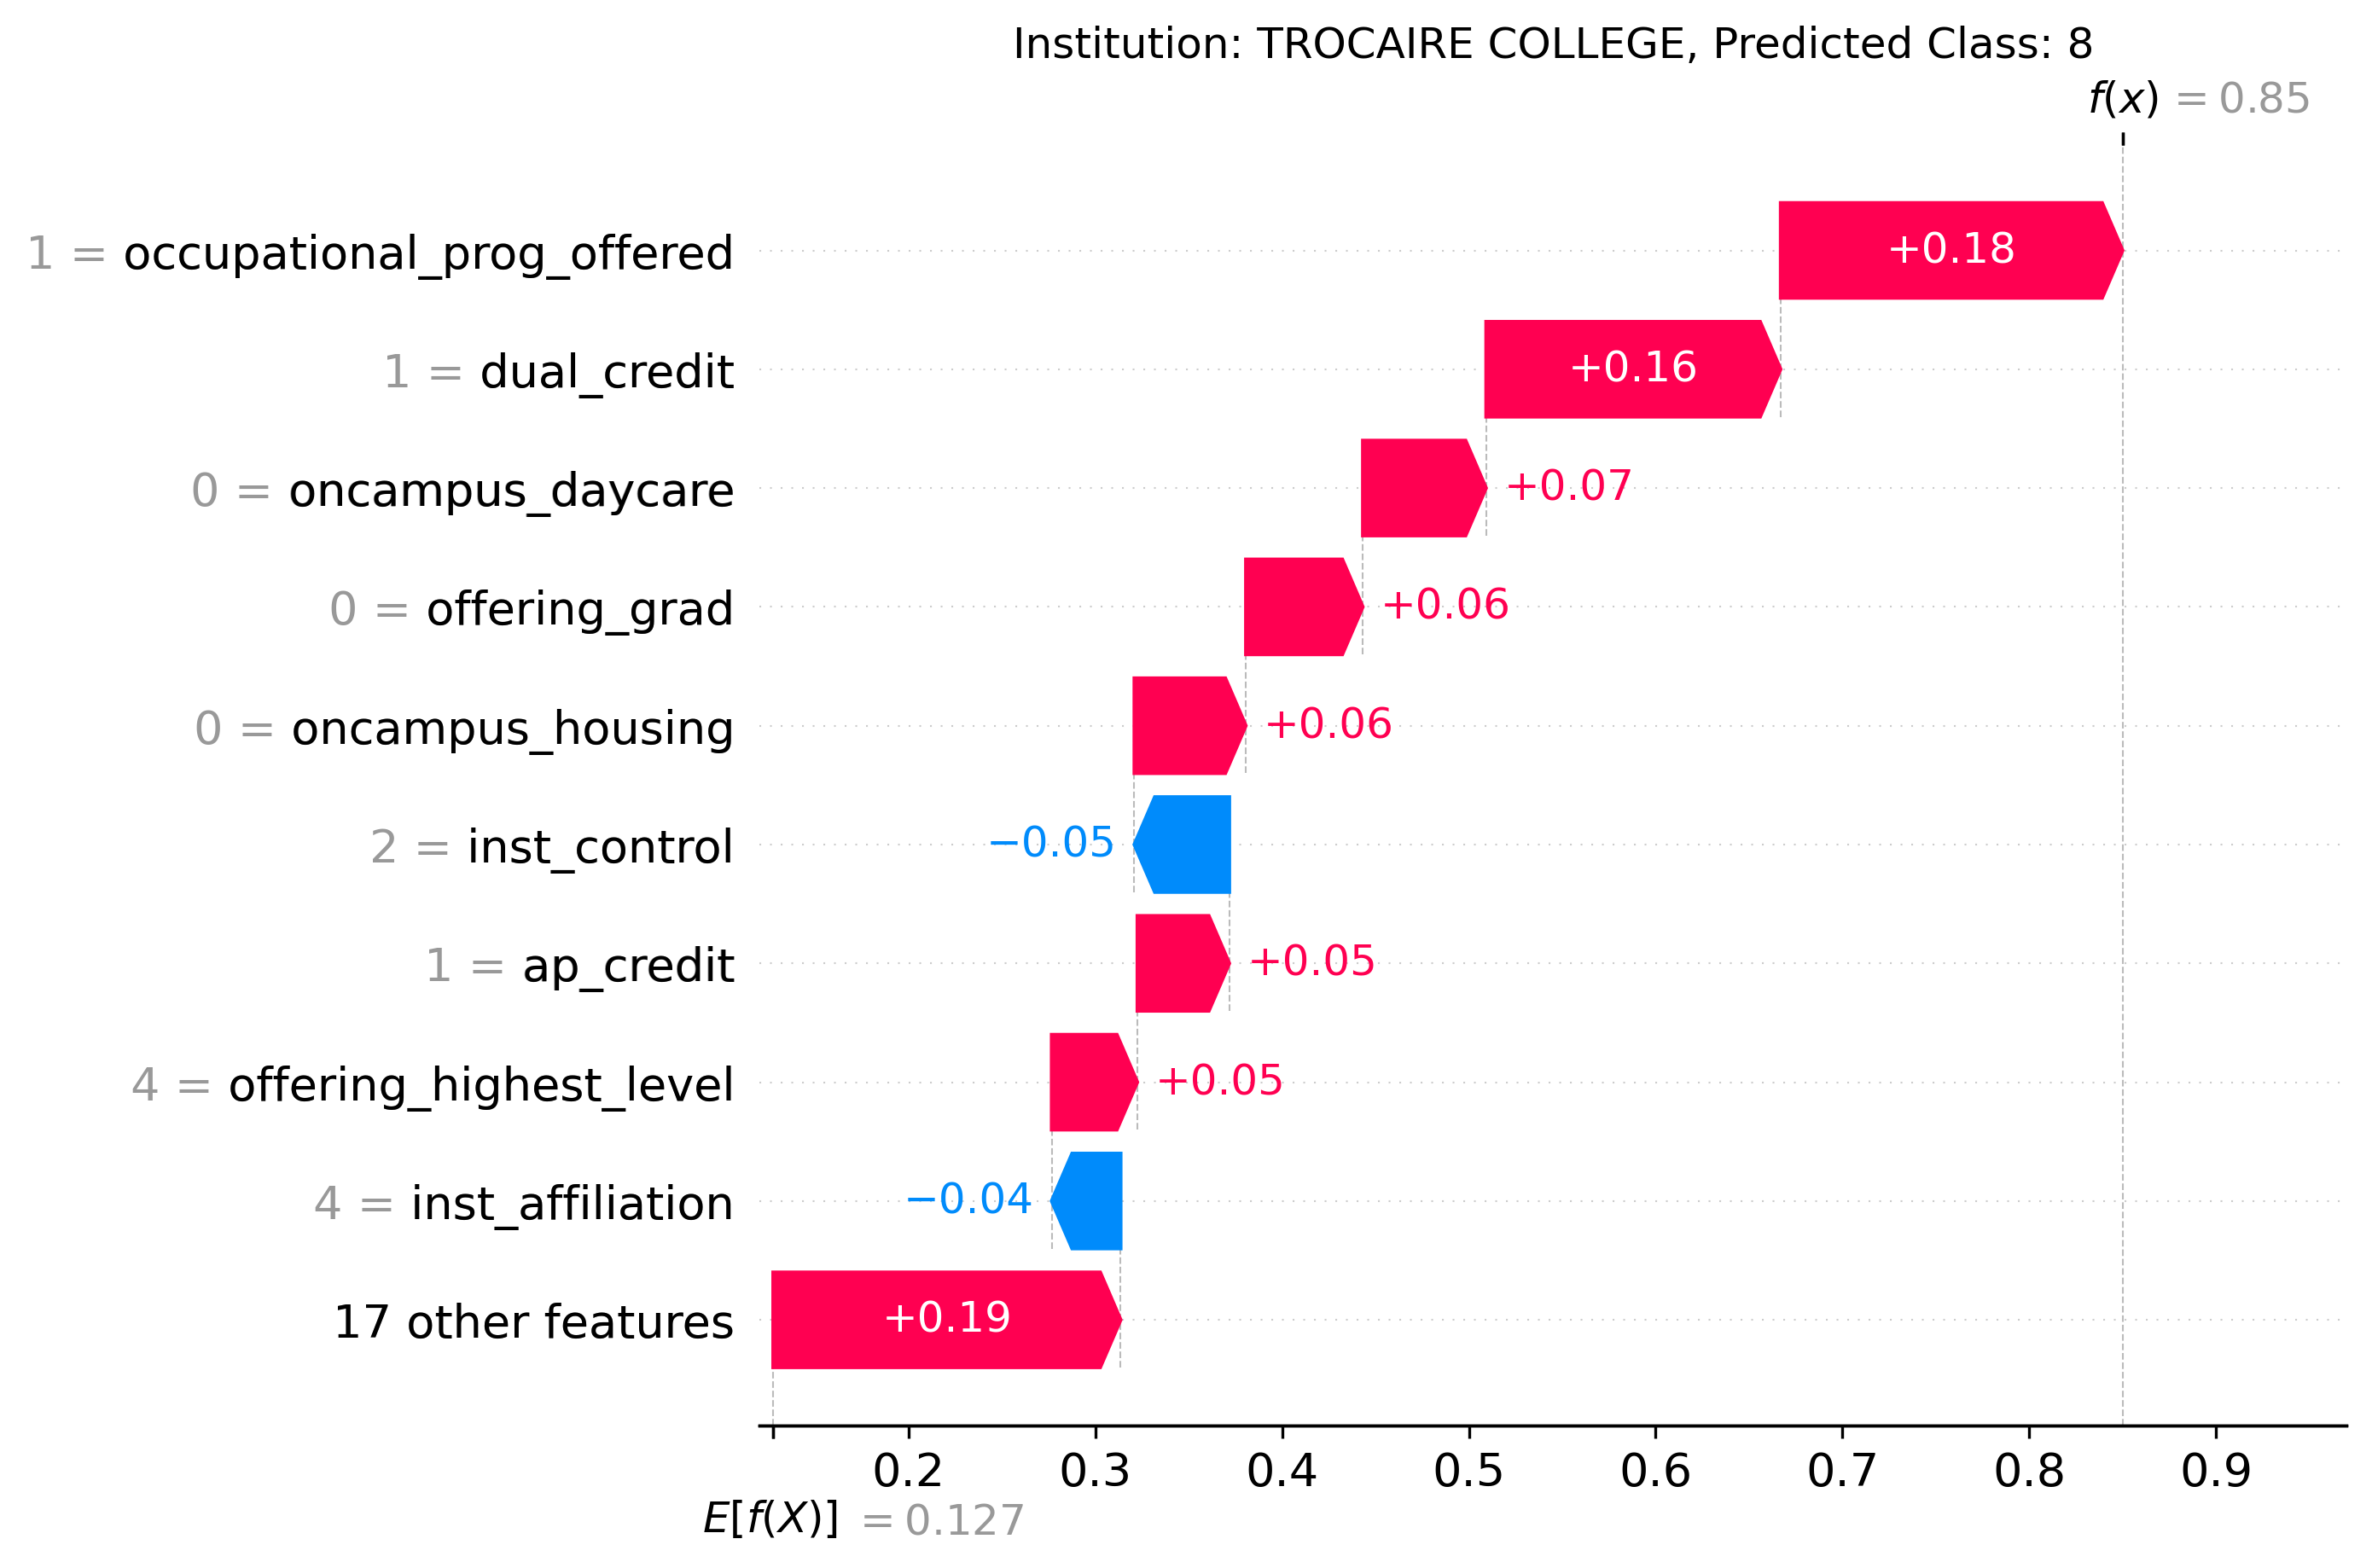 Institution: TROCAIRE COLLEGE, Predicted Class: 8
f(x) = 0.85
1 = occupational_prog_offered +0.18
1 = dual_credit +0.16
0 = oncampus_daycare +0.07
0 = offering_grad +0.06
0 = oncampus_housing +0.06
2 = inst_control −0.05
1 = ap_credit +0.05
4 = offering_highest_level +0.05
4 = inst_affiliation −0.04
17 other features +0.19
0.2 0.3 0.4 0.5 0.6 0.7 0.8 0.9
E[f(X)] = 0.127